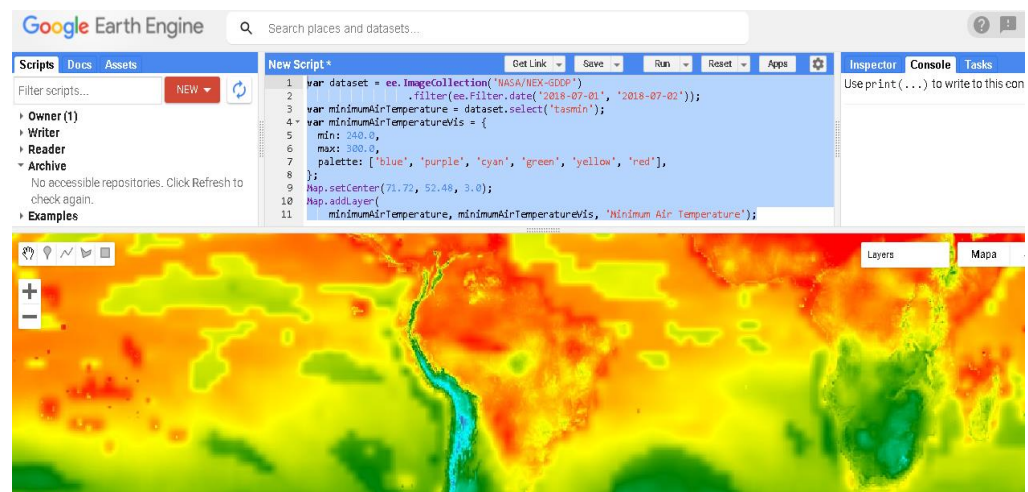 Google Earth Engine
Search places and datasets...
Scripts Docs Assets
Filter scripts...
NEW
Owner (1)
Writer
Reader
Archive
No accessible repositories. Click Refresh to
check again.
Examples
New Script *
Get Link Save Run Reset Apps
1 var dataset = ee.ImageCollection('NASA/NEX-GDDP')
2 .filter(ee.Filter.date('2018-07-01', '2018-07-02'));
3 var minimumAirTemperature = dataset.select('tasmin');
4 var minimumAirTemperatureVis = {
5 min: 240.0,
6 max: 300.0,
7 palette: ['blue', 'purple', 'cyan', 'green', 'yellow', 'red'],
8 };
9 Map.setCenter(71.72, 52.48, 3.0);
10 Map.addLayer(
11 minimumAirTemperature, minimumAirTemperatureVis, 'Minimum Air Temperature');
Inspector Console Tasks
Use print(...) to write to this con
Layers
Mapa